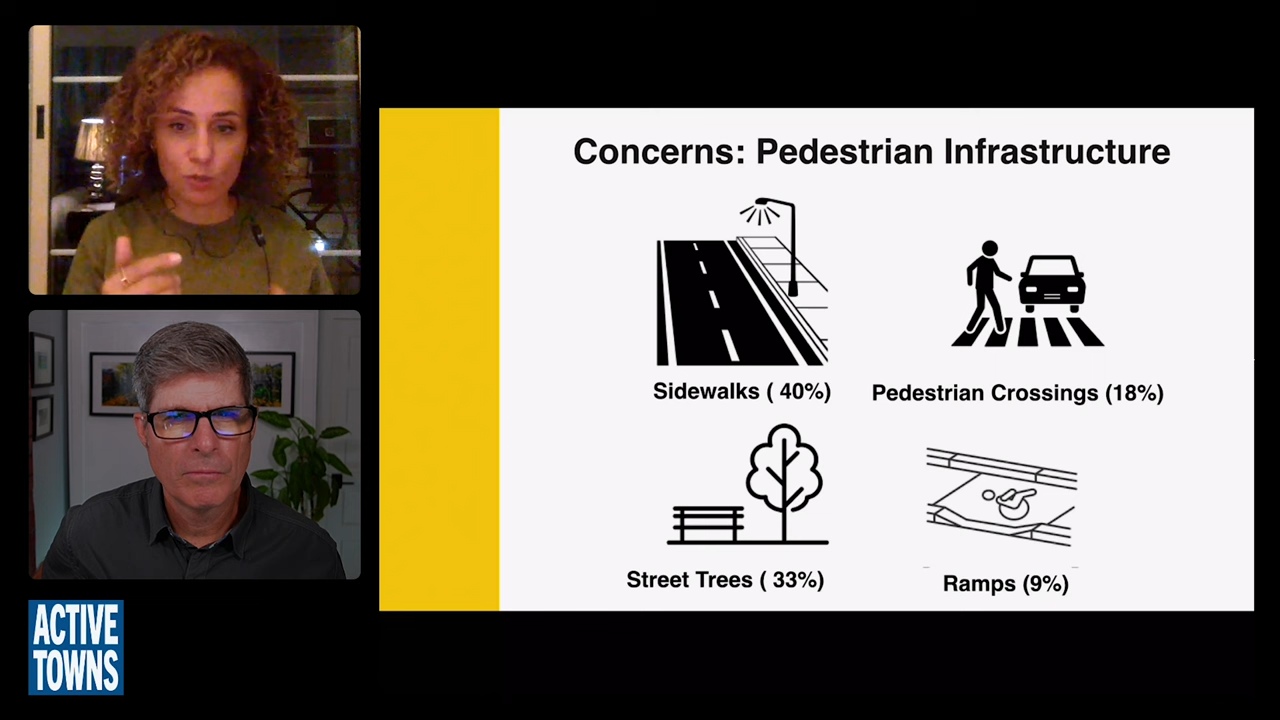 Concerns: Pedestrian Infrastructure
Sidewalks ( 40%)
Pedestrian Crossings (18%)
Street Trees ( 33%)
Ramps (9%)
ACTIVE
TOWNS